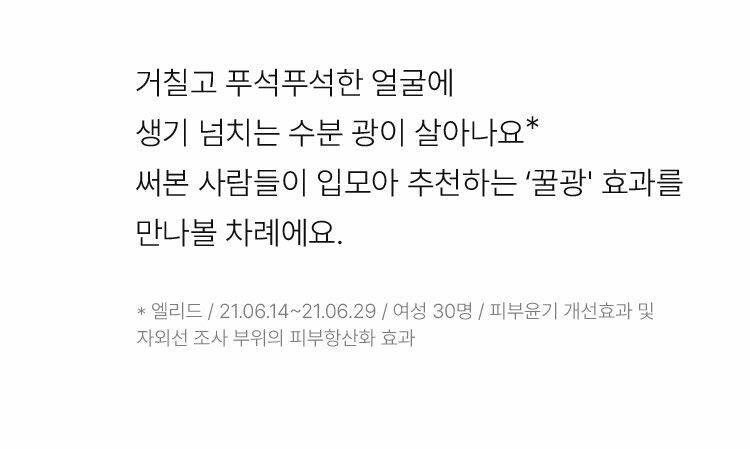 거칠고 푸석푸석한 얼굴에
생기 넘치는 수분 광이 살아나요*
써본 사람들이 입모아 추천하는 ‘꿀광' 효과를
만나볼 차례에요.
* 엘리드 / 21.06.14~21.06.29 / 여성 30명 / 피부윤기 개선효과 및
자외선 조사 부위의 피부항산화 효과